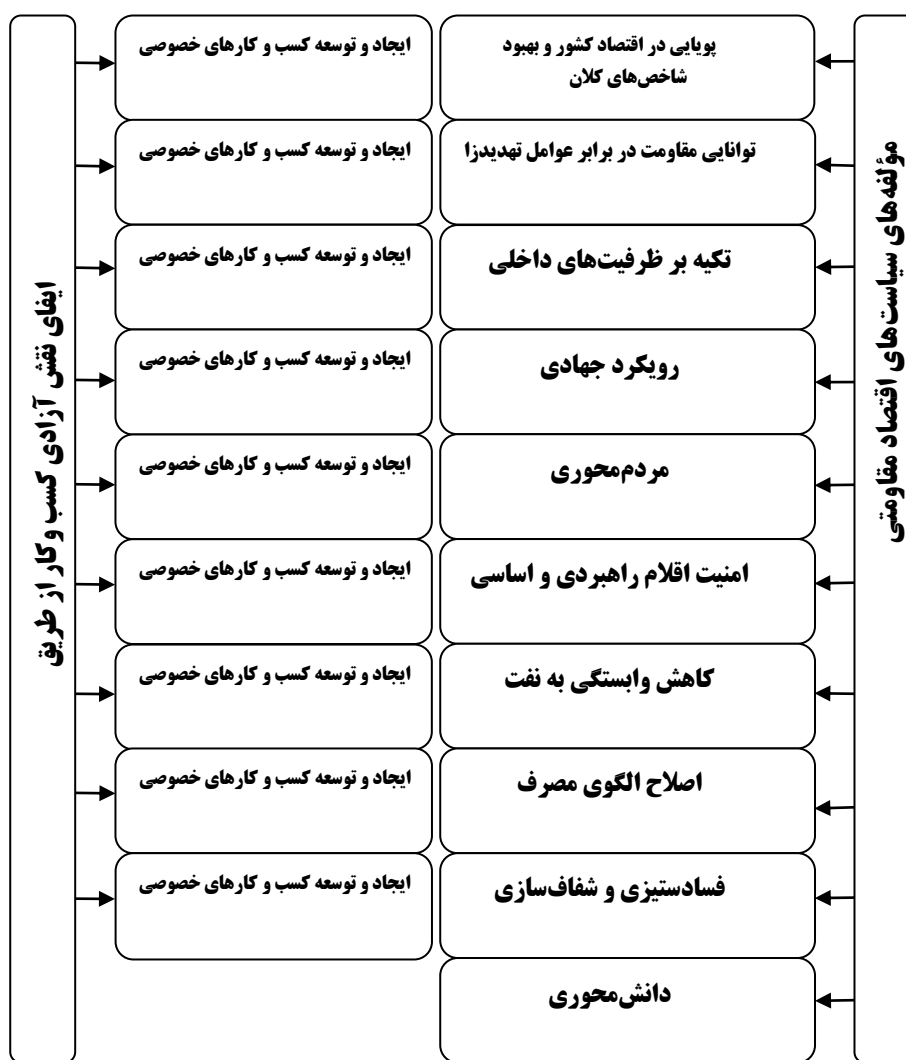 مؤلفه‌های سیاست‌های اقتصاد مقاومتی
پویایی در اقتصاد کشور و بهبود
شاخص‌های کلان
ایجاد و توسعه کسب و کارهای خصوصی
توانایی مقاومت در برابر عوامل تهدیدزا
ایجاد و توسعه کسب و کارهای خصوصی
تکیه بر ظرفیت‌های داخلی
ایجاد و توسعه کسب و کارهای خصوصی
رویکرد جهادی
ایجاد و توسعه کسب و کارهای خصوصی
مردم‌محوری
ایجاد و توسعه کسب و کارهای خصوصی
امنیت اقلام راهبردی و اساسی
ایجاد و توسعه کسب و کارهای خصوصی
کاهش وابستگی به نفت
ایجاد و توسعه کسب و کارهای خصوصی
اصلاح الگوی مصرف
ایجاد و توسعه کسب و کارهای خصوصی
فسادستیزی و شفاف‌سازی
ایجاد و توسعه کسب و کارهای خصوصی
دانش‌محوری
ایفای نقش آزادی کسب وکار از طریق